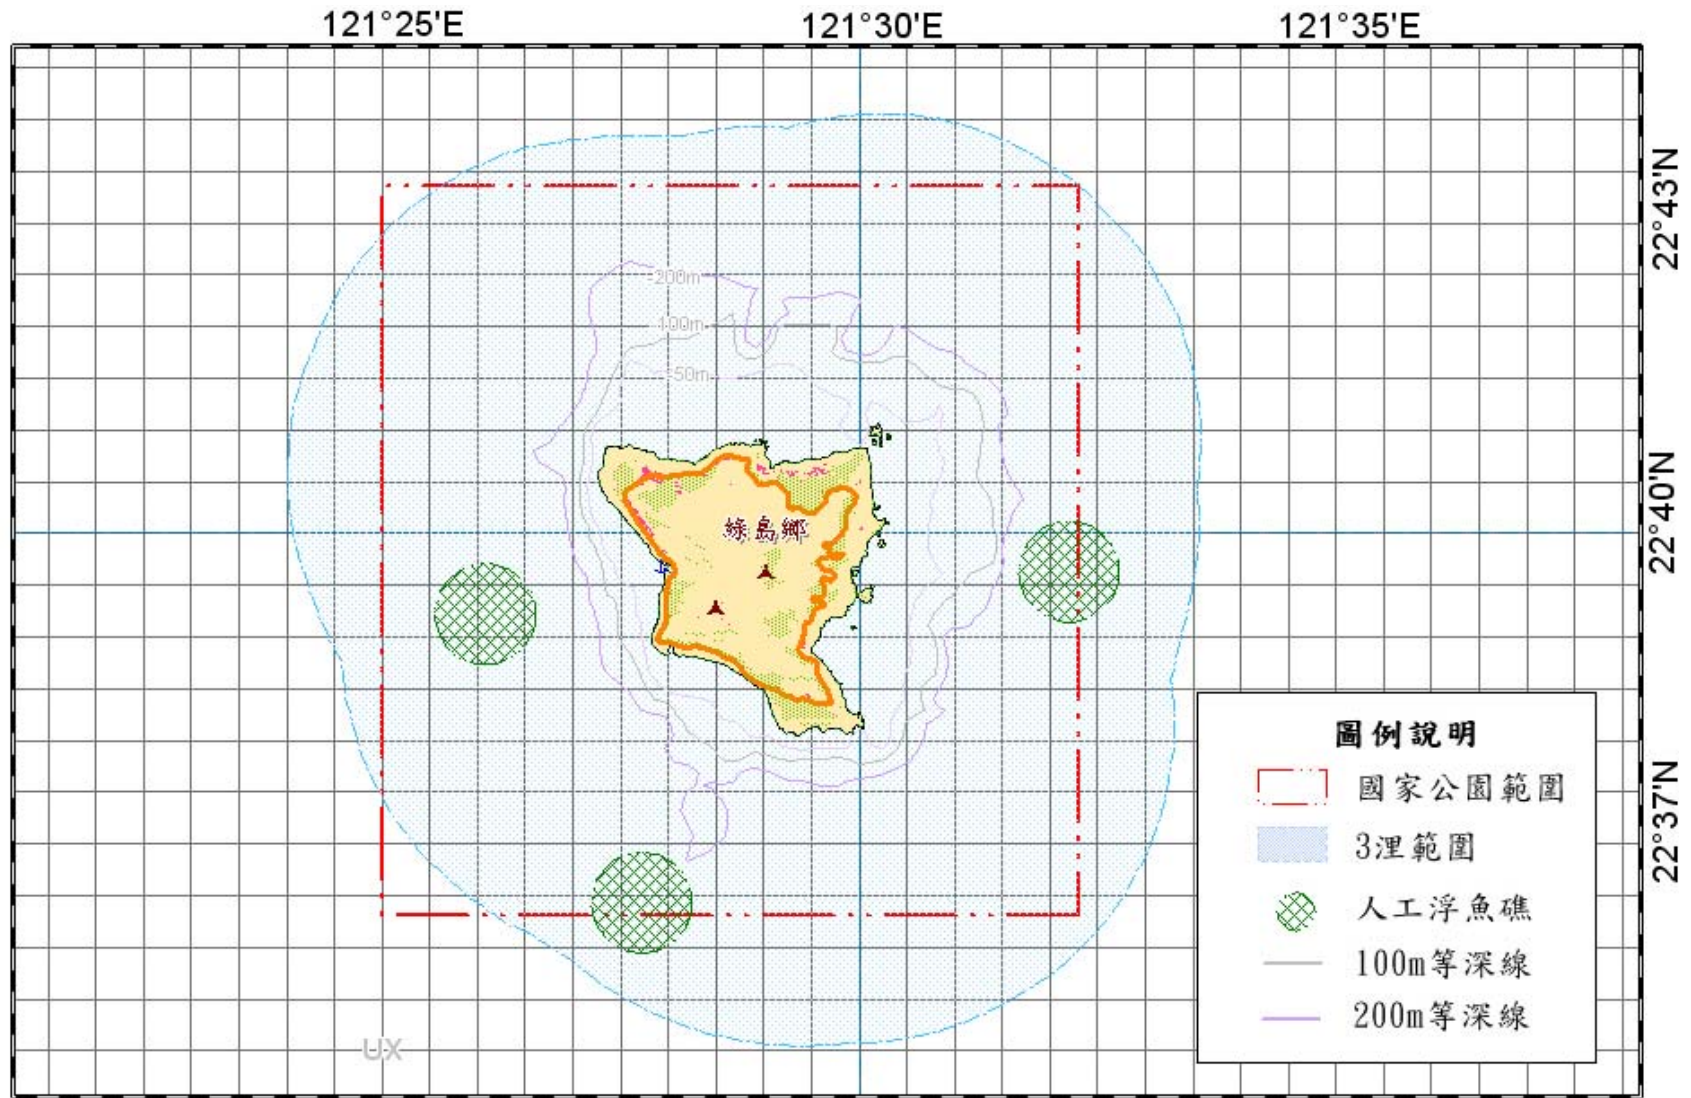 121°25'E
121°30'E
121°35'E
22°43'N
22°40'N
22°37'N
-200m
-100m
-50m
綠島鄉
UX
圖例說明
國家公園範圍
3浬範圍
人工浮魚礁
100m等深線
200m等深線